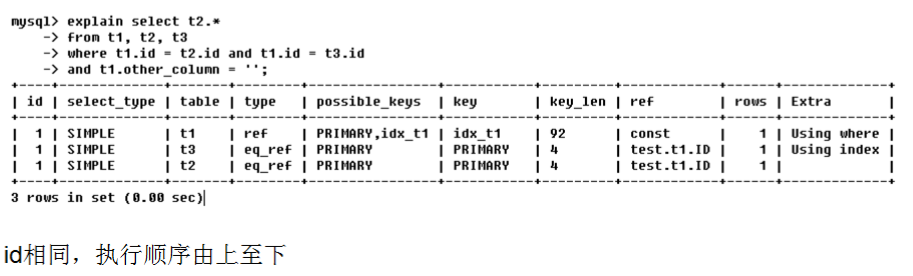 mysql> explain select t2.*
-> from t1, t2, t3
-> where t1.id = t2.id and t1.id = t3.id
-> and t1.other_column = '';
+----+-------------+-------+--------+----------------+---------+---------+------------+------+-------------+
| id | select_type | table | type | possible_keys | key | key_len | ref | rows | Extra |
+----+-------------+-------+--------+----------------+---------+---------+------------+------+-------------+
| 1 | SIMPLE | t1 | ref | PRIMARY,idx_t1 | idx_t1 | 92 | const | 1 | Using where |
| 1 | SIMPLE | t3 | eq_ref | PRIMARY | PRIMARY | 4 | test.t1.ID | 1 | Using index |
| 1 | SIMPLE | t2 | eq_ref | PRIMARY | PRIMARY | 4 | test.t1.ID | 1 | |
+----+-------------+-------+--------+----------------+---------+---------+------------+------+-------------+
3 rows in set (0.00 sec)
id相同，执行顺序由上至下